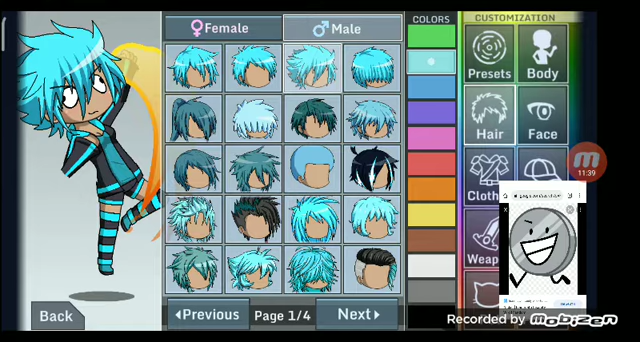 Female
Male
COLORS
CUSTOMIZATION
Presets
Body
Hair
Face
Cloth
Weap
11:39
Back
Previous
Page 1/4
Next
Recorded by mobizen